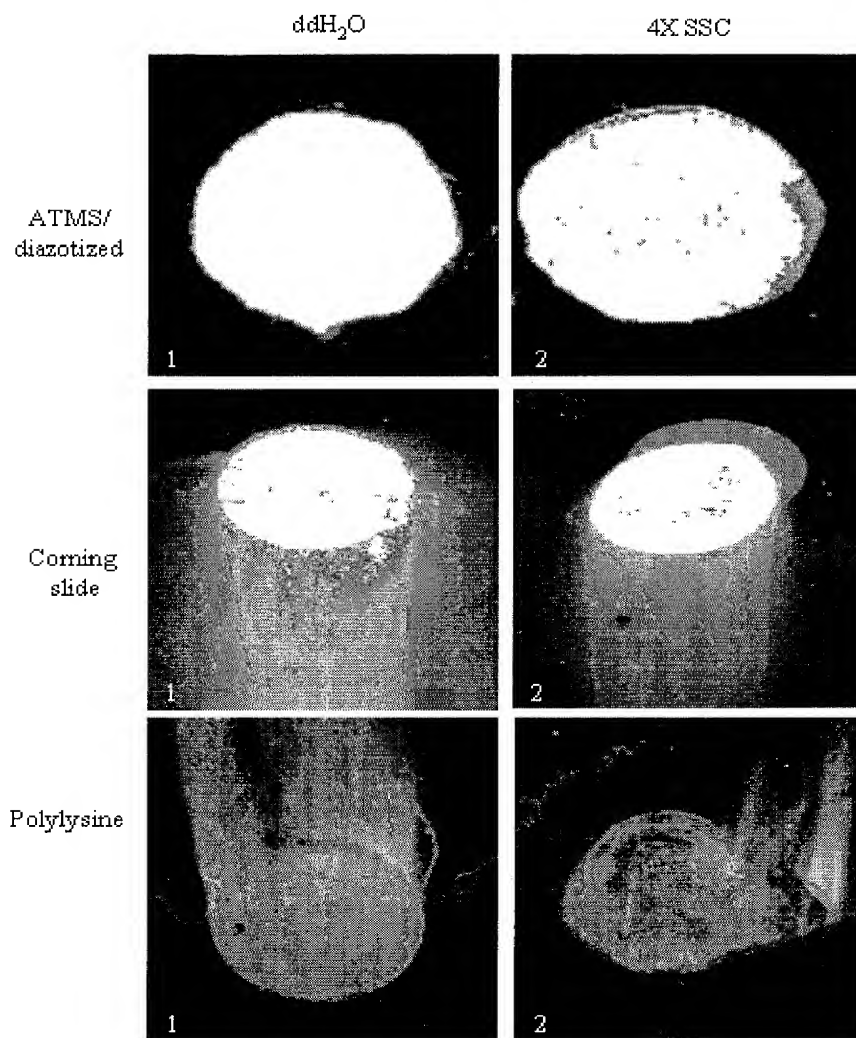 ddH₂O
4X SSC
ATMS/
diazotized
1
2
Corning
slide
1
2
Polylysine
1
2